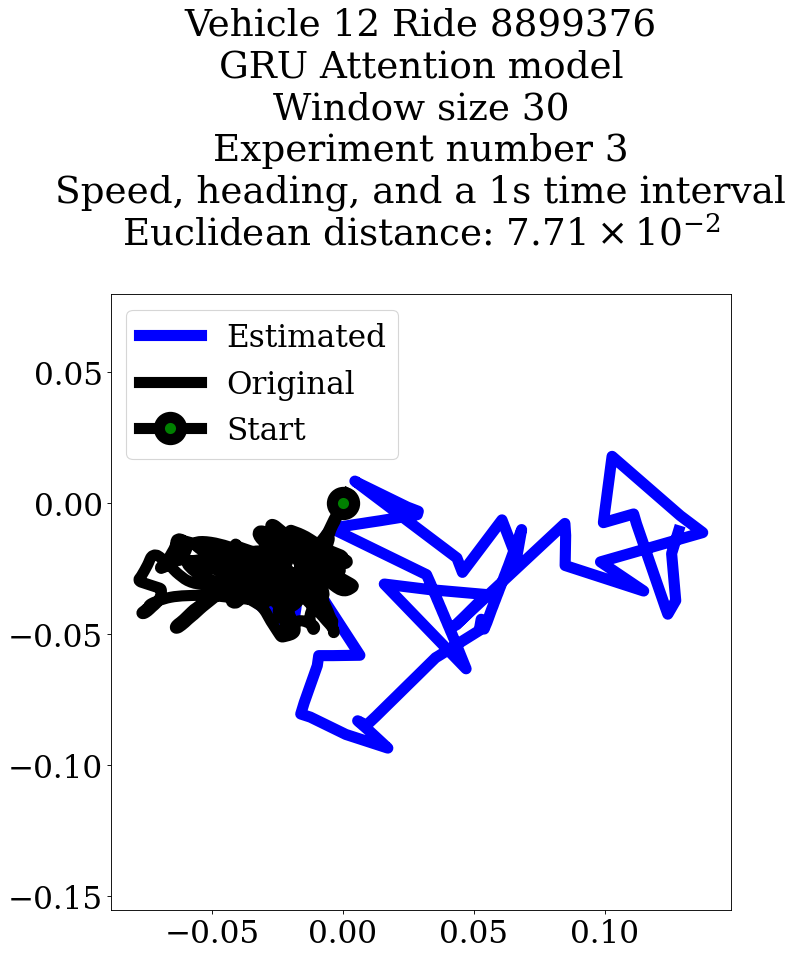 Vehicle 12 Ride 8899376
GRU Attention model
Window size 30
Experiment number 3
Speed, heading, and a 1s time interval
Euclidean distance: 7.71 × 10⁻²
Estimated
Original
Start
0.05
0.00
−0.05
−0.10
−0.15
−0.05
0.00
0.05
0.10